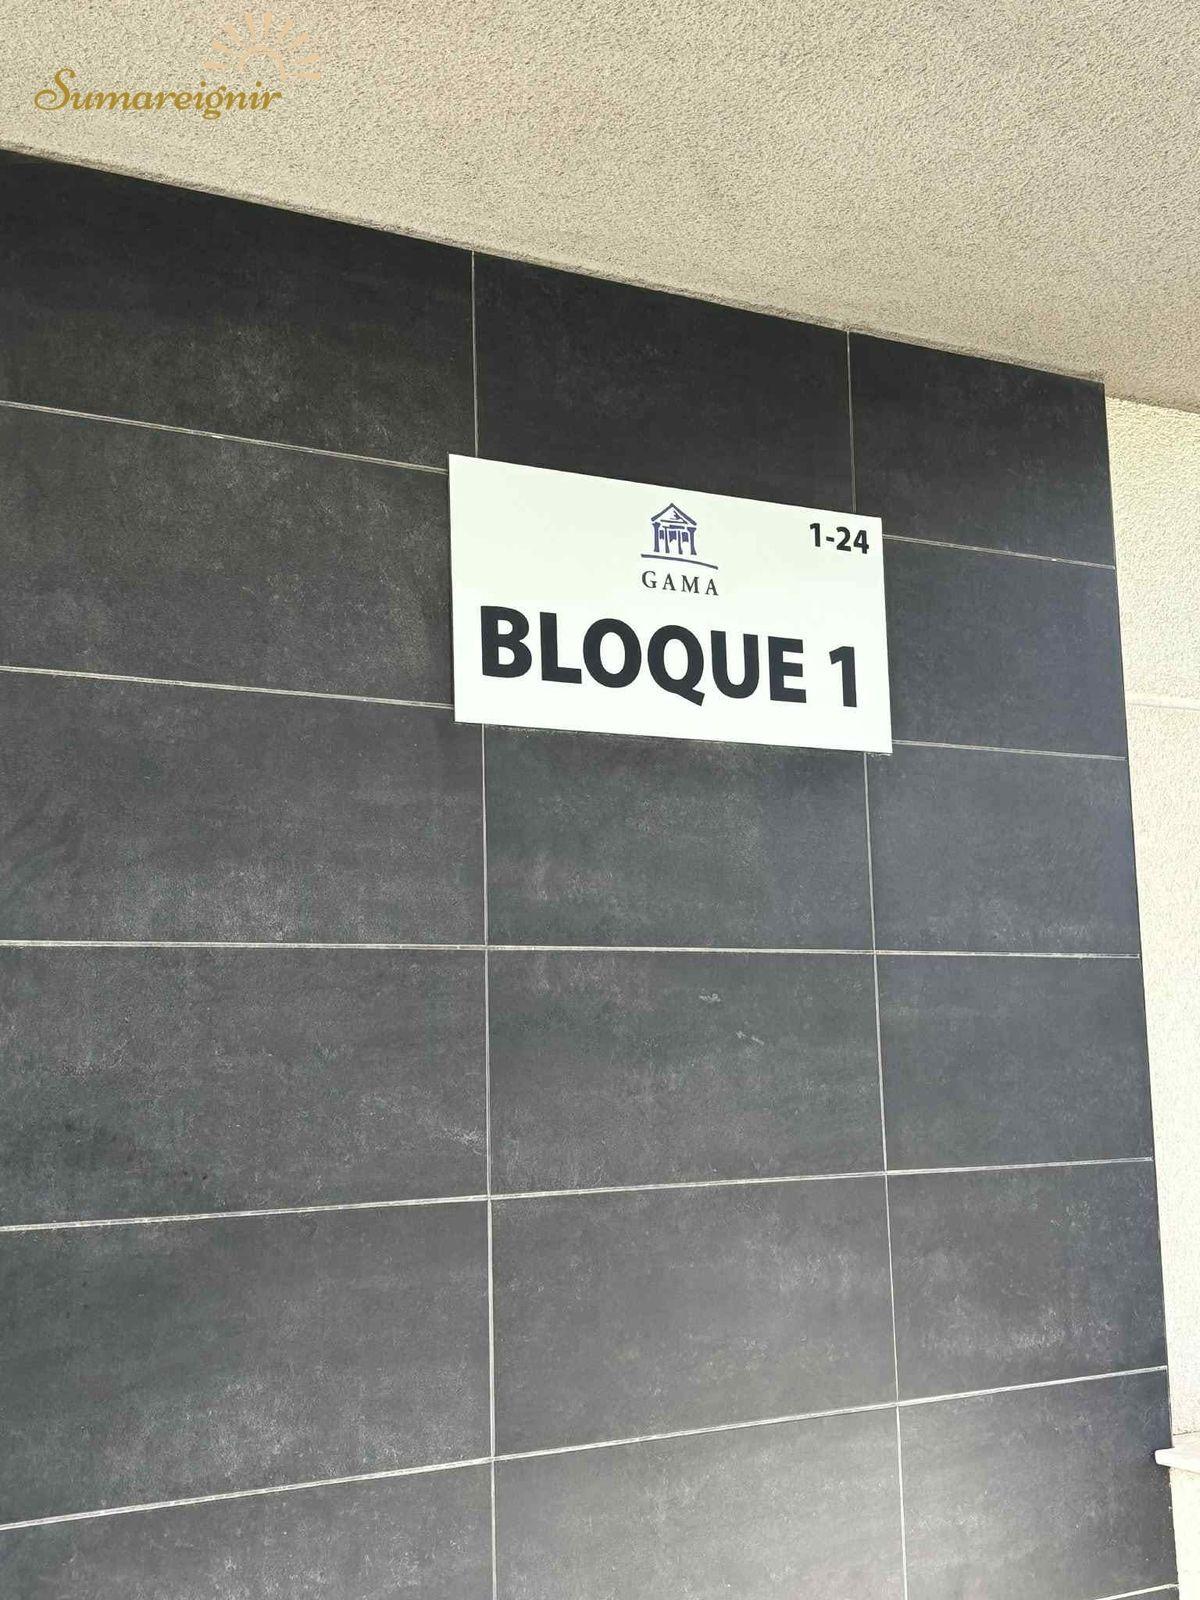 Sumareignir
1-24
GAMA
BLOQUE 1